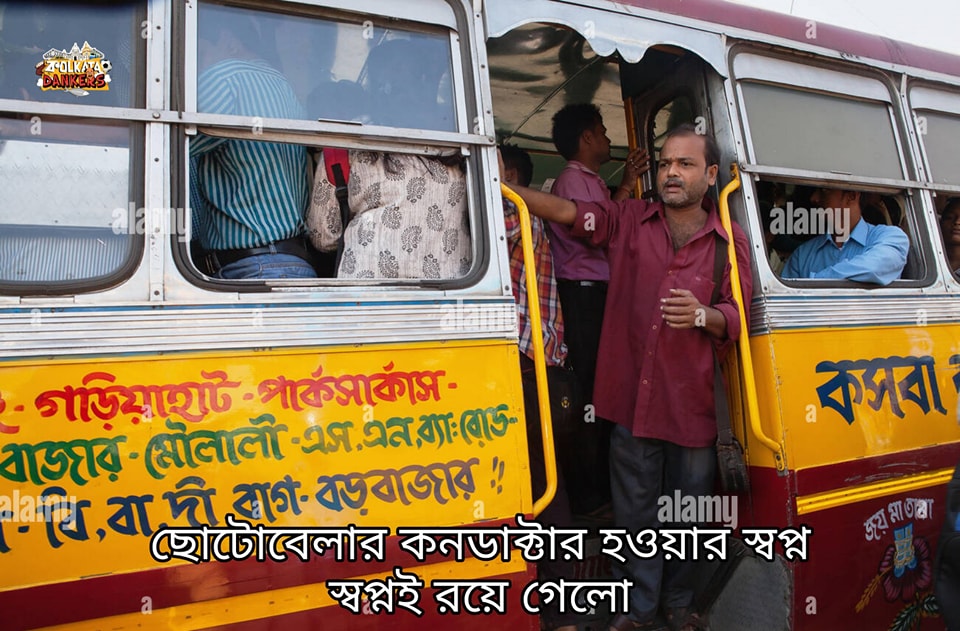 KOLKATA
DANKERS
গড়িয়াহাট - পার্কসার্কাস -
বাজার - মৌলালী - এস, এন, ব্যা: রোড -
বি, বা, দী, বাগ - বড়বাজার !!
কসবা
জয় মা তারা
alamy
alamy
alamy
alamy
alamy
alamy
ছোটোবেলার কনডাক্টার হওয়ার স্বপ্ন
স্বপ্নই রয়ে গেলো